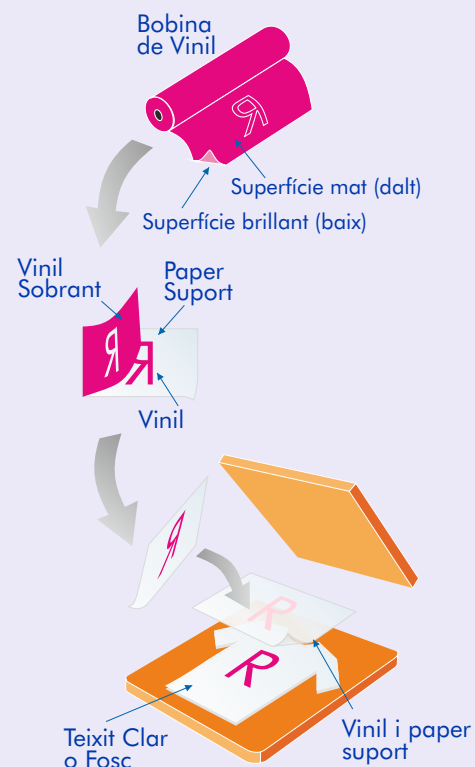 Bobina
de Vinil
R
Superfície mat (dalt)
Superfície brillant (baix)
Vinil
Sobrant
Paper
Suport
R
R
Vinil
R
R
R
Teixit Clar
o Fosc
Vinil i paper
suport